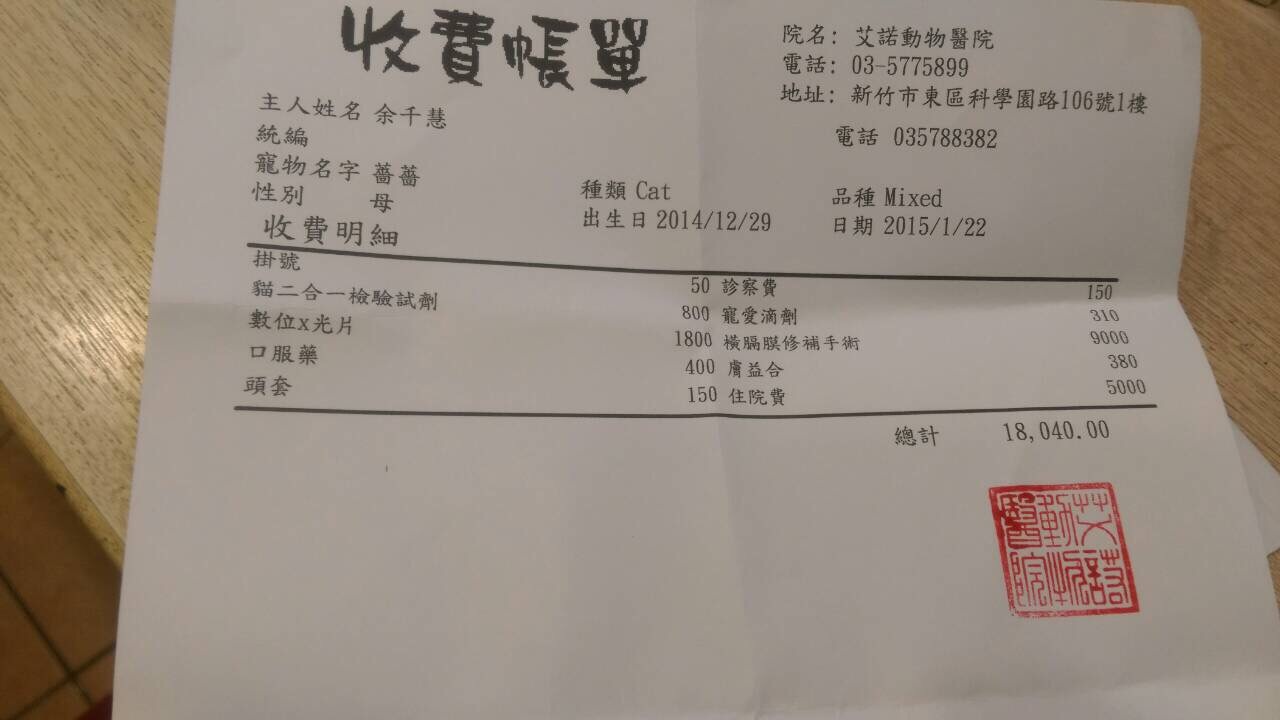 收費帳單
院名: 艾諾動物醫院
電話: 03-5775899
地址: 新竹市東區科學園路106號1樓
主人姓名 余千慧
電話 035788382
統編
寵物名字 薔薔
種類 Cat
品種 Mixed
性別 母
出生日 2014/12/29
日期 2015/1/22
收費明細
掛號 50 診察費 150
貓二合一檢驗試劑 800 寵愛滴劑 310
數位x光片 1800 橫膈膜修補手術 9000
口服藥 400 膚益合 380
頭套 150 住院費 5000
總計 18,040.00
艾諾動物醫院